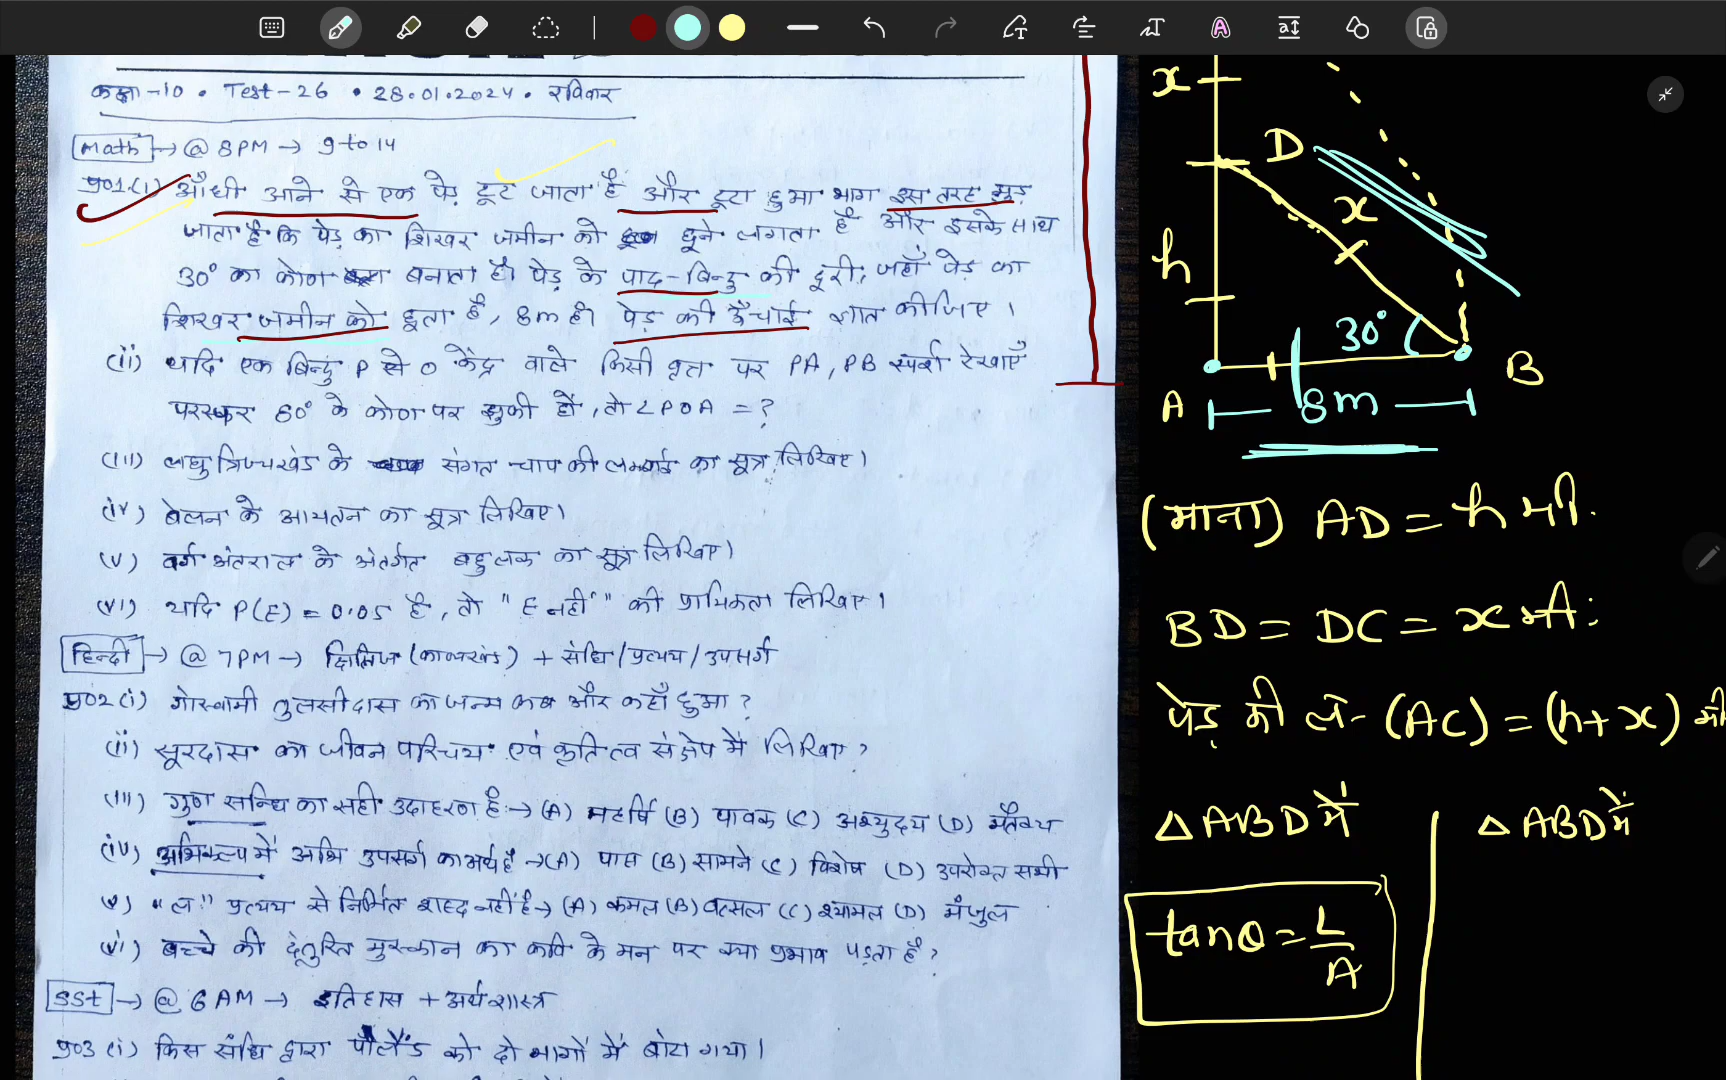 कक्षा -10 • Test-26 • 28.01.2024 • रविवार
Math → @ 8PM → 9 to 14
प्र01.(i) आँधी आने से एक पेड़ टूट जाता है और टूटा हुआ भाग इस तरह मुड़
जाता है कि पेड़ का शिखर जमीन को छूने लगता है और इसके साथ
30° का कोण बनाता है। पेड़ के पाद-बिन्दु की दूरी, जहाँ पेड़ का
शिखर जमीन को छूता है, 8m है। पेड़ की ऊँचाई ज्ञात कीजिए।
(ii) यदि एक बिन्दु P से O केंद्र वाले किसी वृत्त पर PA, PB स्पर्श रेखाएँ
परस्पर 80° के कोण पर झुकी हों, तो ∠POA = ?
(iii) लघु त्रिज्यखंड के संगत चाप की लम्बाई का सूत्र लिखिए।
(iv) बेलन के आयतन का सूत्र लिखिए।
(v) वर्ग अंतराल के अंतर्गत बहुलक का सूत्र लिखिए।
(vi) यदि P(E) = 0.05 है, तो "E नहीं" की प्रायिकता लिखिए।
हिन्दी → @ 7PM → क्षितिज (काव्यखंड) + संधि/प्रत्यय/उपसर्ग
प्र02(i) गोस्वामी तुलसीदास का जन्म कब और कहाँ हुआ ?
(ii) सूरदास का जीवन परिचय एवं कृतित्व संक्षेप में लिखिए ?
(iii) गुण सन्धि का सही उदाहरण है → (A) महर्षि (B) पावक (C) अभ्युदय (D) मतैक्य
(iv) अभिकल्प में अभि उपसर्ग का अर्थ है → (A) पास (B) सामने (C) विशेष (D) उपरोक्त सभी
(v) "ल" प्रत्यय से निर्मित शब्द नहीं है → (A) कमल (B) वत्सल (C) श्यामल (D) मंजुल
(vi) बच्चे की दंतुरित मुस्कान का कवि के मन पर क्या प्रभाव पड़ता है ?
SSt → @ 6 AM → इतिहास + अर्थशास्त्र
प्र03 (i) किस संधि द्वारा पोलैंड को दो भागों में बांटा गया।
x
D
x
h
30°
B
A
8m
(माना) AD = h मी.
BD = DC = x मी.
पेड़ की लं- (AC) = (h+x) मी
△ABD में
△ABD में
tanθ = L/A